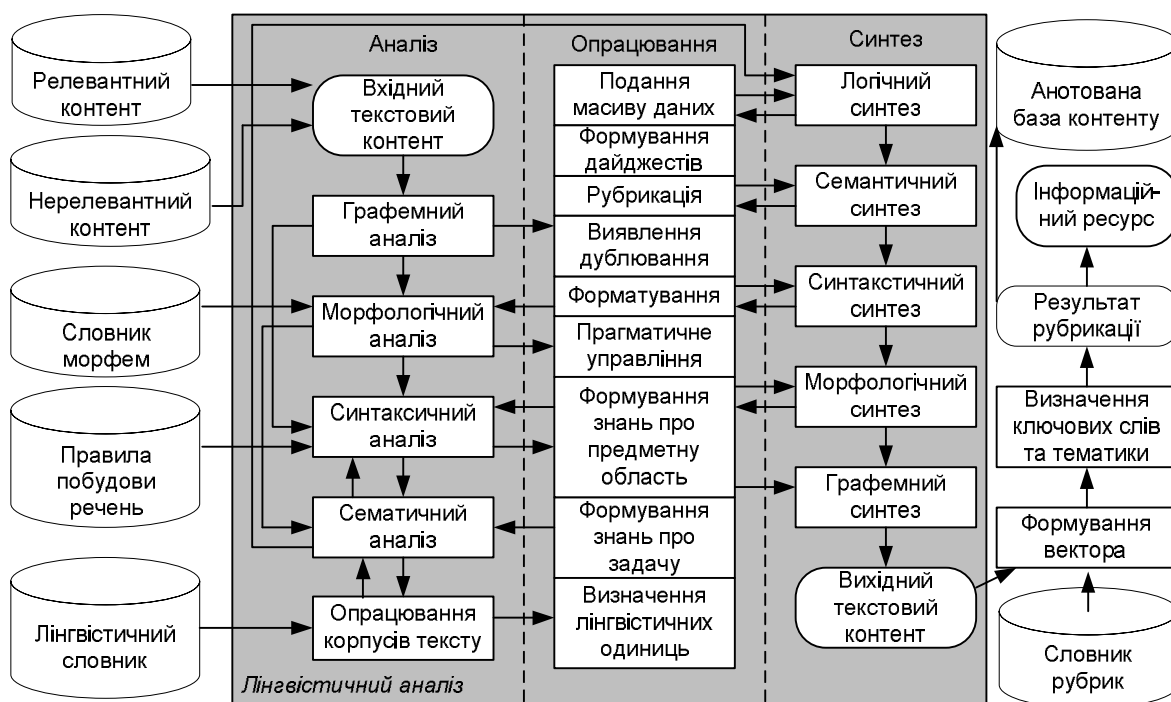 Релевантний
контент
Нерелевантний
контент
Словник
морфем
Правила
побудови
речень
Лінгвістичний
словник
Аналіз
Вхідний
текстовий
контент
Графемний
аналіз
Морфологічний
аналіз
Синтаксичний
аналіз
Сематичний
аналіз
Опрацювання
корпусів тексту
Лінгвістичний аналіз
Опрацювання
Подання
масиву даних
Формування
дайджестів
Рубрикація
Виявлення
дублювання
Форматування
Прагматичне
управління
Формування
знань про
предметну
область
Формування
знань про
задачу
Визначення
лінгвістичних
одиниць
Синтез
Логічний
синтез
Семантичний
синтез
Синтакстичний
синтез
Морфологічний
синтез
Графемний
синтез
Вихідний
текстовий
контент
Анотована
база контенту
Інформацій-
ний ресурс
Результат
рубрикації
Визначення
ключових слів
та тематики
Формування
вектора
Словник
рубрик